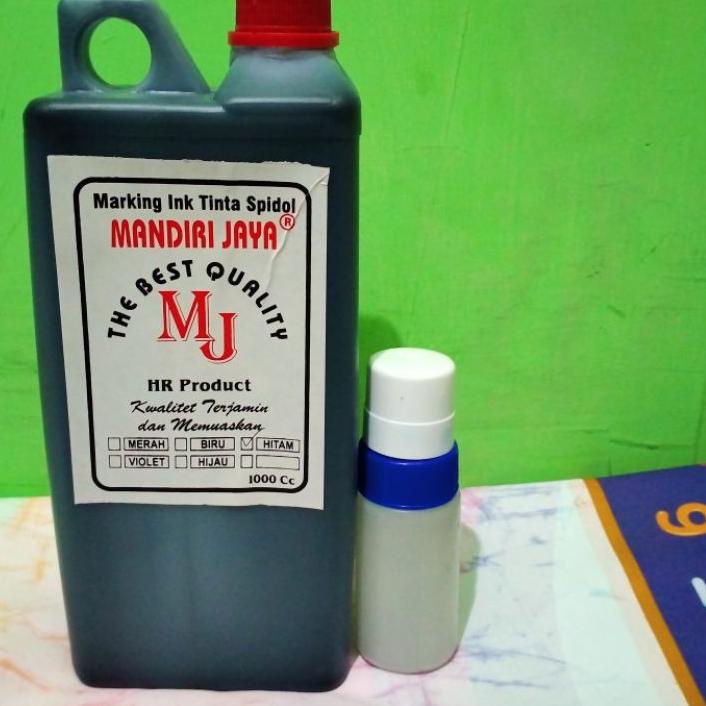 Marking Ink Tinta Spidol
MANDIRI JAYA®
THE BEST QUALITY
MJ
HR Product
Kwalitet Terjamin
dan Memuaskan
MERAH BIRU HITAM
VIOLET HIJAU
1000 Cc